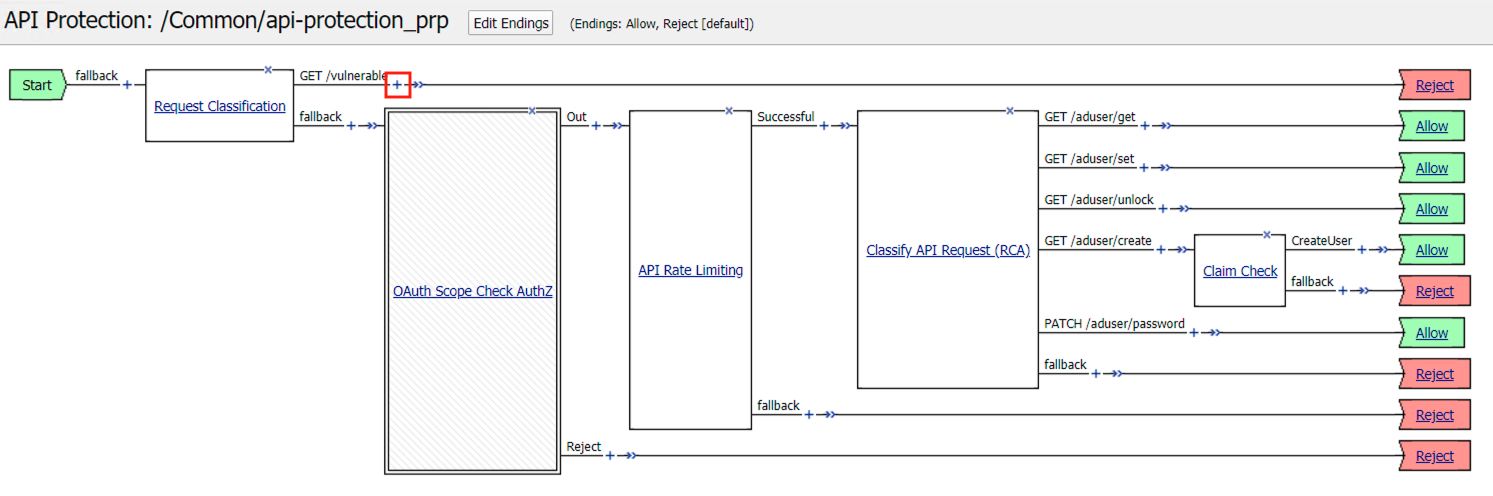 API Protection: /Common/api-protection_prp Edit Endings (Endings: Allow, Reject [default])
Start fallback + Request Classification × GET /vulnerable + Reject
fallback + OAuth Scope Check AuthZ × Out + API Rate Limiting × Successful + Classify API Request (RCA) × GET /aduser/get + Allow
GET /aduser/set + Allow
GET /aduser/unlock + Allow
GET /aduser/create + Claim Check × CreateUser + Allow
fallback + Reject
PATCH /aduser/password + Allow
fallback + Reject
fallback + Reject
Reject + Reject